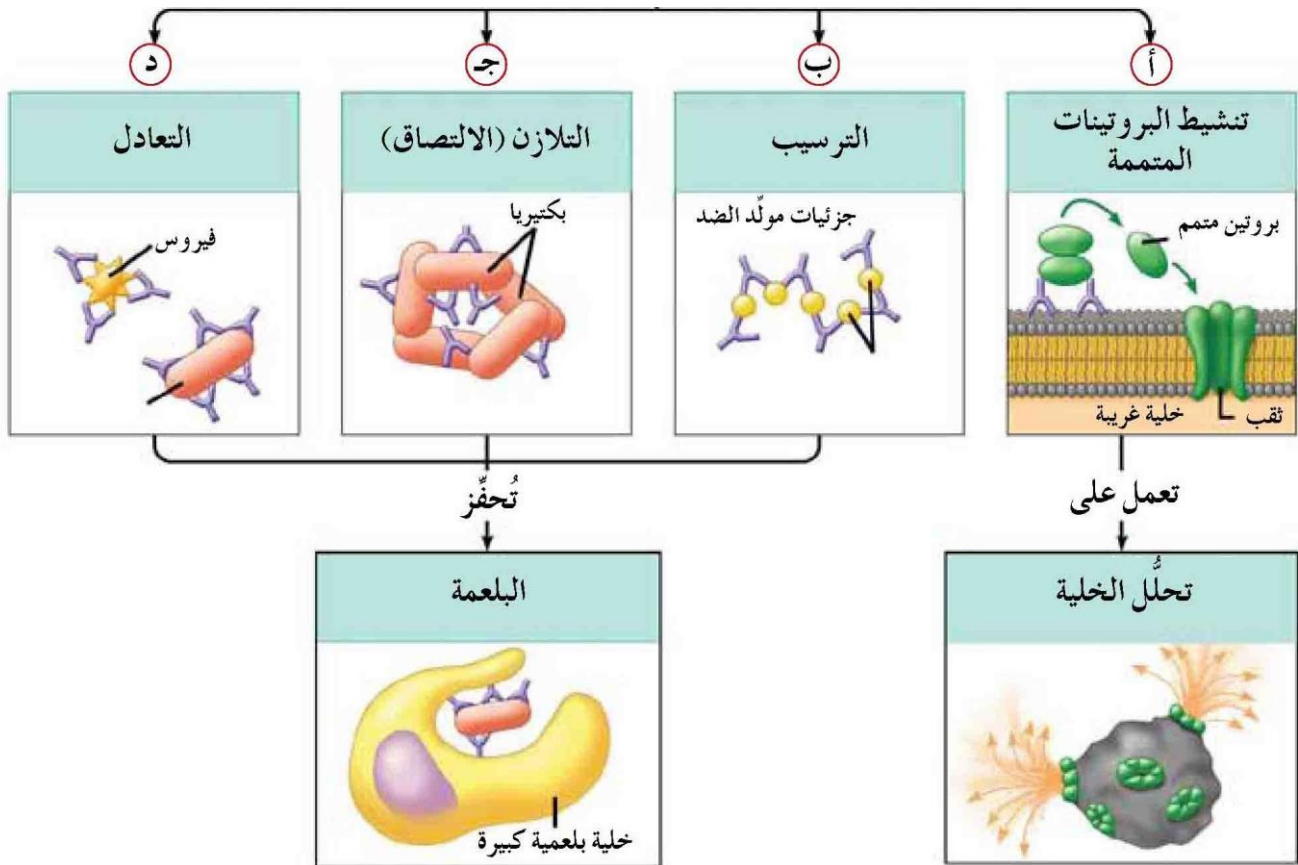 أ
ب
جـ
د
تنشيط البروتينات
المتممة
بروتين متمم
ثقب
خلية غريبة
الترسيب
جزئيات مولّد الضد
التلازن (الالتصاق)
بكتيريا
التعادل
فيروس
تعمل على
تُحفِّز
تحلُّل الخلية
البلعمة
خلية بلعمية كبيرة